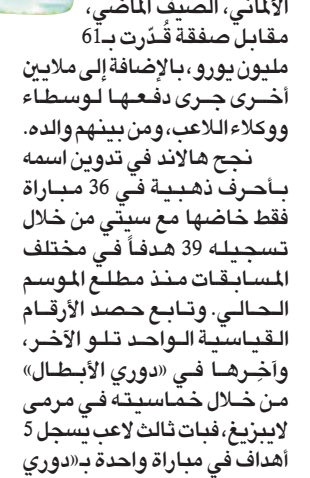 الألماني، الصيف الماضي،
مقابل صفقة قُدّرت بـ61
مليون يورو، بالإضافة إلى ملايين
أخرى جرى دفعها لوسطاء
ووكلاء اللاعب، ومن بينهم والده.
نجح هالاند في تدوين اسمه
بأحرف ذهبية في 36 مباراة
فقط خاضها مع سيتي من خلال
تسجيله 39 هدفاً في مختلف
المسابقات منذ مطلع الموسم
الحالي. وتابع حصد الأرقام
القياسية الواحد تلو الآخر،
وآخِرها في «دوري الأبطال»
من خلال خماسيته في مرمى
لايبزيغ، فبات ثالث لاعب يسجل 5
أهداف في مباراة واحدة بـ«دوري